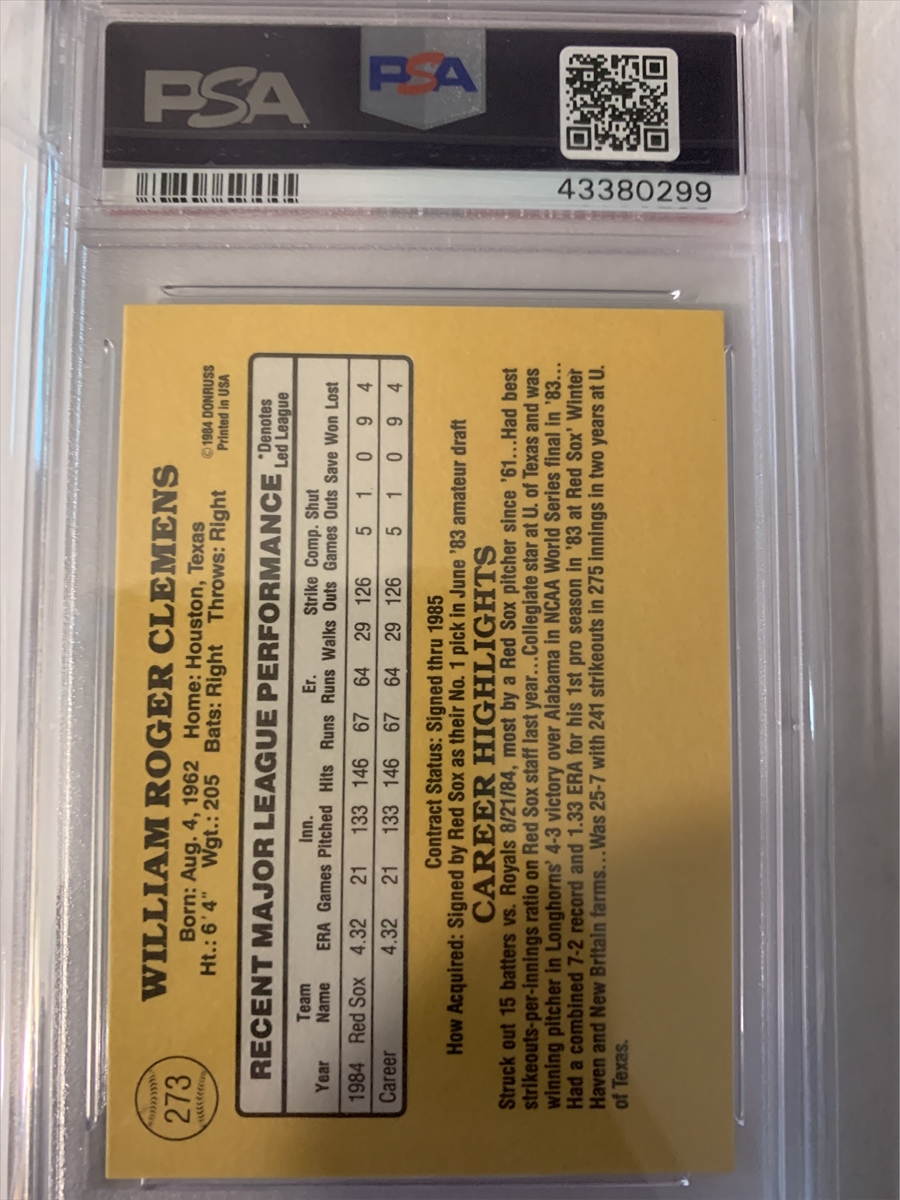 PSA PSA
43380299
273
WILLIAM ROGER CLEMENS
Born: Aug. 4, 1962 Home: Houston, Texas
©1984 DONRUSS
Ht.: 6'4" Wgt.: 205 Bats: Right Throws: Right
Printed in USA
RECENT MAJOR LEAGUE PERFORMANCE
*Denotes
Led League
Team Inn. Er. Strike Comp. Shut
Year Name ERA Games Pitched Hits Runs Runs Walks Outs Games Outs Save Won Lost
1984 Red Sox 4.32 21 133 146 67 64 29 126 5 1 0 9 4
Career 4.32 21 133 146 67 64 29 126 5 1 0 9 4
Contract Status: Signed thru 1985
How Acquired: Signed by Red Sox as their No. 1 pick in June '83 amateur draft
CAREER HIGHLIGHTS
Struck out 15 batters vs. Royals 8/21/84, most by a Red Sox pitcher since '61...Had best
strikeouts-per-innings ratio on Red Sox staff last year...Collegiate star at U. of Texas and was
winning pitcher in Longhorns' 4-3 victory over Alabama in NCAA World Series final in '83...
Had a combined 7-2 record and 1.33 ERA for his 1st pro season in '83 at Red Sox' Winter
Haven and New Britain farms...Was 25-7 with 241 strikeouts in 275 innings in two years at U.
of Texas.